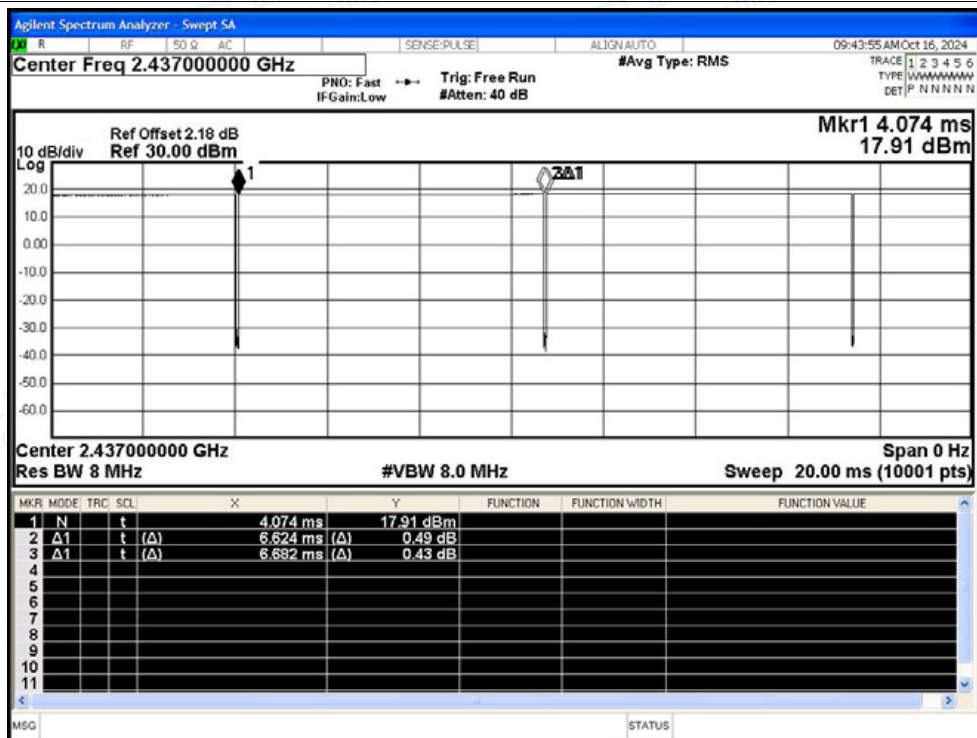 Agilent Spectrum Analyzer - Swept SA
R RF 50 Ω AC SENSE:PULSE ALIGNAUTO 09:43:55 AM Oct 16, 2024
Center Freq 2.437000000 GHz #Avg Type: RMS TRACE 1 2 3 4 5 6
PNO: Fast Trig: Free Run TYPE WWWWWW
IFGain:Low #Atten: 40 dB DET P N N N N N
Mkr1 4.074 ms
17.91 dBm
Ref Offset 2.18 dB
10 dB/div Ref 30.00 dBm
Log
1
20.0
10.0
0.00
-10.0
-20.0
-30.0
-40.0
-50.0
-60.0
Center 2.437000000 GHz Span 0 Hz
Res BW 8 MHz #VBW 8.0 MHz Sweep 20.00 ms (10001 pts)
MKR MODE TRC SCL X Y FUNCTION FUNCTION WIDTH FUNCTION VALUE
1 N t 4.074 ms 17.91 dBm
2 Δ1 t (Δ) 6.624 ms (Δ) 0.49 dB
3 Δ1 t (Δ) 6.682 ms (Δ) 0.43 dB
4
5
6
7
8
9
10
11
MSG STATUS